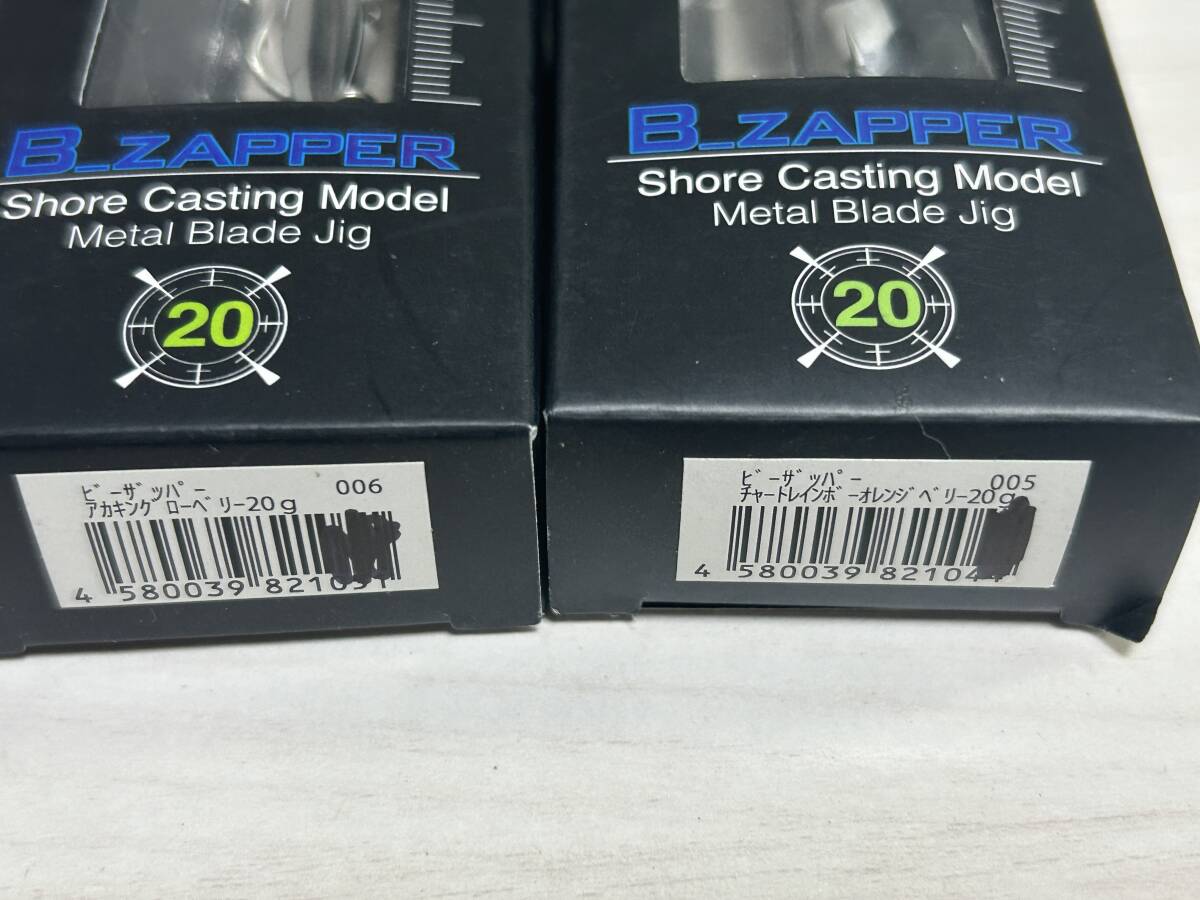 B_ZAPPER
Shore Casting Model
Metal Blade Jig
20
ﾋﾞｰｻﾞｯﾊﾟｰ 006
ｱｶｷﾝｸﾞﾛｰﾍﾞﾘｰ20g
4 580039 821051
B_ZAPPER
Shore Casting Model
Metal Blade Jig
20
ﾋﾞｰｻﾞｯﾊﾟｰ 005
ﾁｬｰﾄﾚｲﾝﾎﾞｰｵﾚﾝｼﾞﾍﾞﾘｰ20g
4 580039 821044